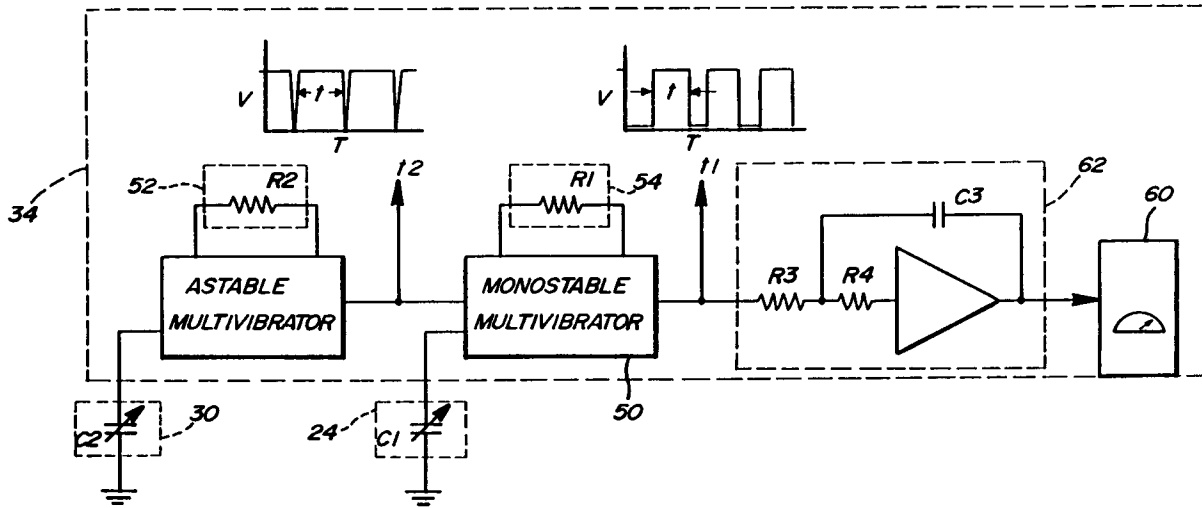 V
t
T
V
t
T
34
52
R2
t2
R1
54
t1
62
C3
60
ASTABLE
MULTIVIBRATOR
MONOSTABLE
MULTIVIBRATOR
R3
R4
C2
30
24
C1
50